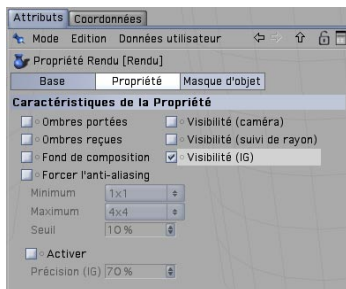 Attributs Coordonnées
Mode Edition Données utilisateur
Propriété Rendu [Rendu]
Base Propriété Masque d'objet
Caractéristiques de la Propriété
Ombres portées Visibilité (caméra)
Ombres reçues Visibilité (suivi de rayon)
Fond de composition Visibilité (IG)
Forcer l'anti-aliasing
Minimum 1x1
Maximum 4x4
Seuil 10 %
Activer
Précision (IG) 70 %